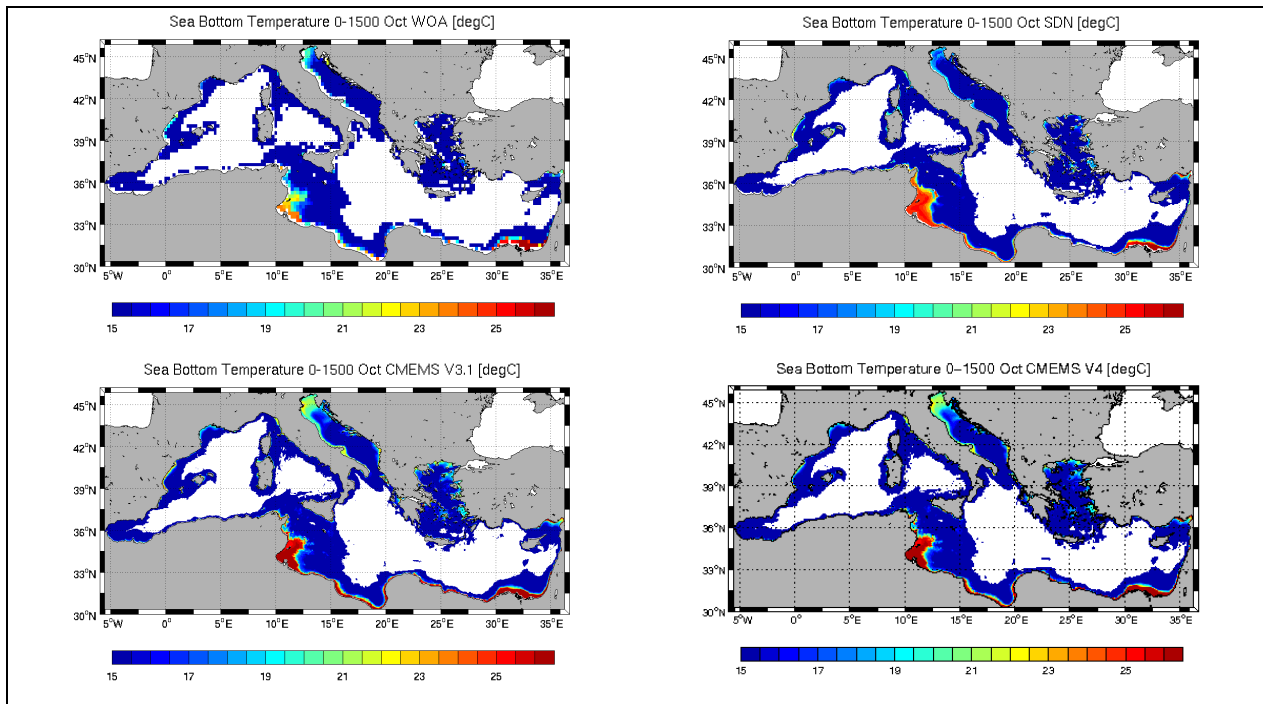 Sea Bottom Temperature 0-1500 Oct WOA [degC]
45°N
42°N
39°N
36°N
33°N
30°N
5°W 0° 5°E 10°E 15°E 20°E 25°E 30°E 35°E
15 17 19 21 23 25
Sea Bottom Temperature 0-1500 Oct SDN [degC]
45°N
42°N
39°N
36°N
33°N
30°N
5°W 0° 5°E 10°E 15°E 20°E 25°E 30°E 35°E
15 17 19 21 23 25
Sea Bottom Temperature 0-1500 Oct CMEMS V3.1 [degC]
45°N
42°N
39°N
36°N
33°N
30°N
5°W 0° 5°E 10°E 15°E 20°E 25°E 30°E 35°E
15 17 19 21 23 25
Sea Bottom Temperature 0–1500 Oct CMEMS V4 [degC]
45°N
42°N
39°N
36°N
33°N
30°N
5°W 0° 5°E 10°E 15°E 20°E 25°E 30°E 35°E
15 17 19 21 23 25